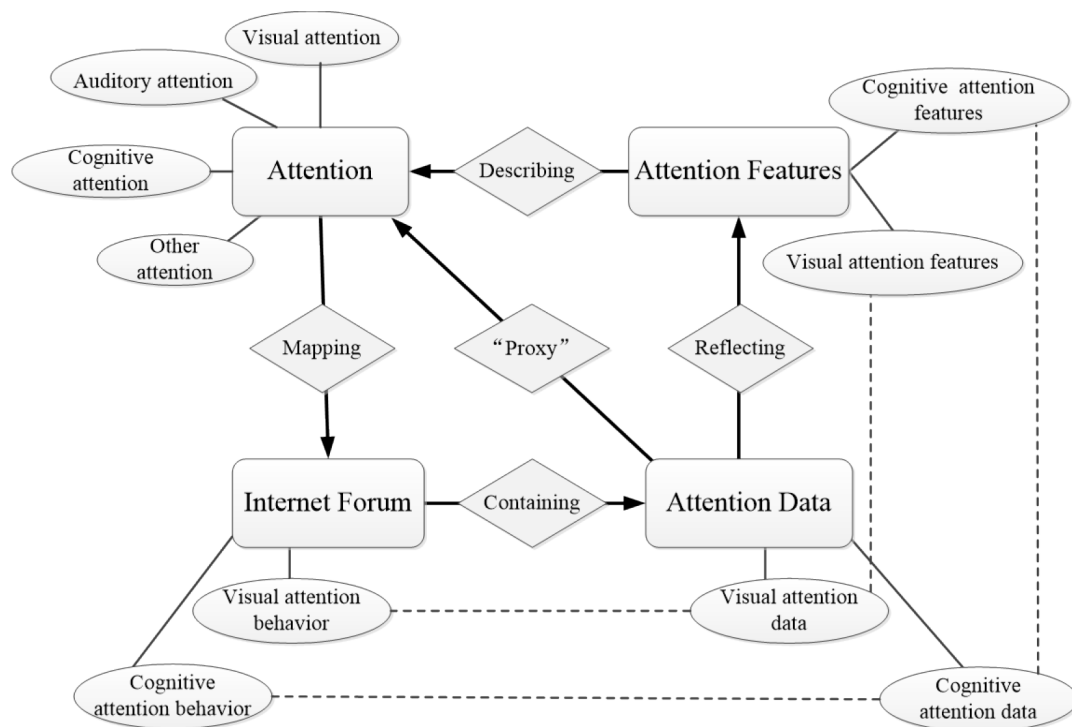 Visual attention
Auditory attention
Cognitive
attention
Other
attention
Attention
Describing
Attention Features
Cognitive attention
features
Visual attention features
Mapping
“Proxy”
Reflecting
Internet Forum
Containing
Attention Data
Visual attention
behavior
Visual attention
data
Cognitive
attention behavior
Cognitive
attention data